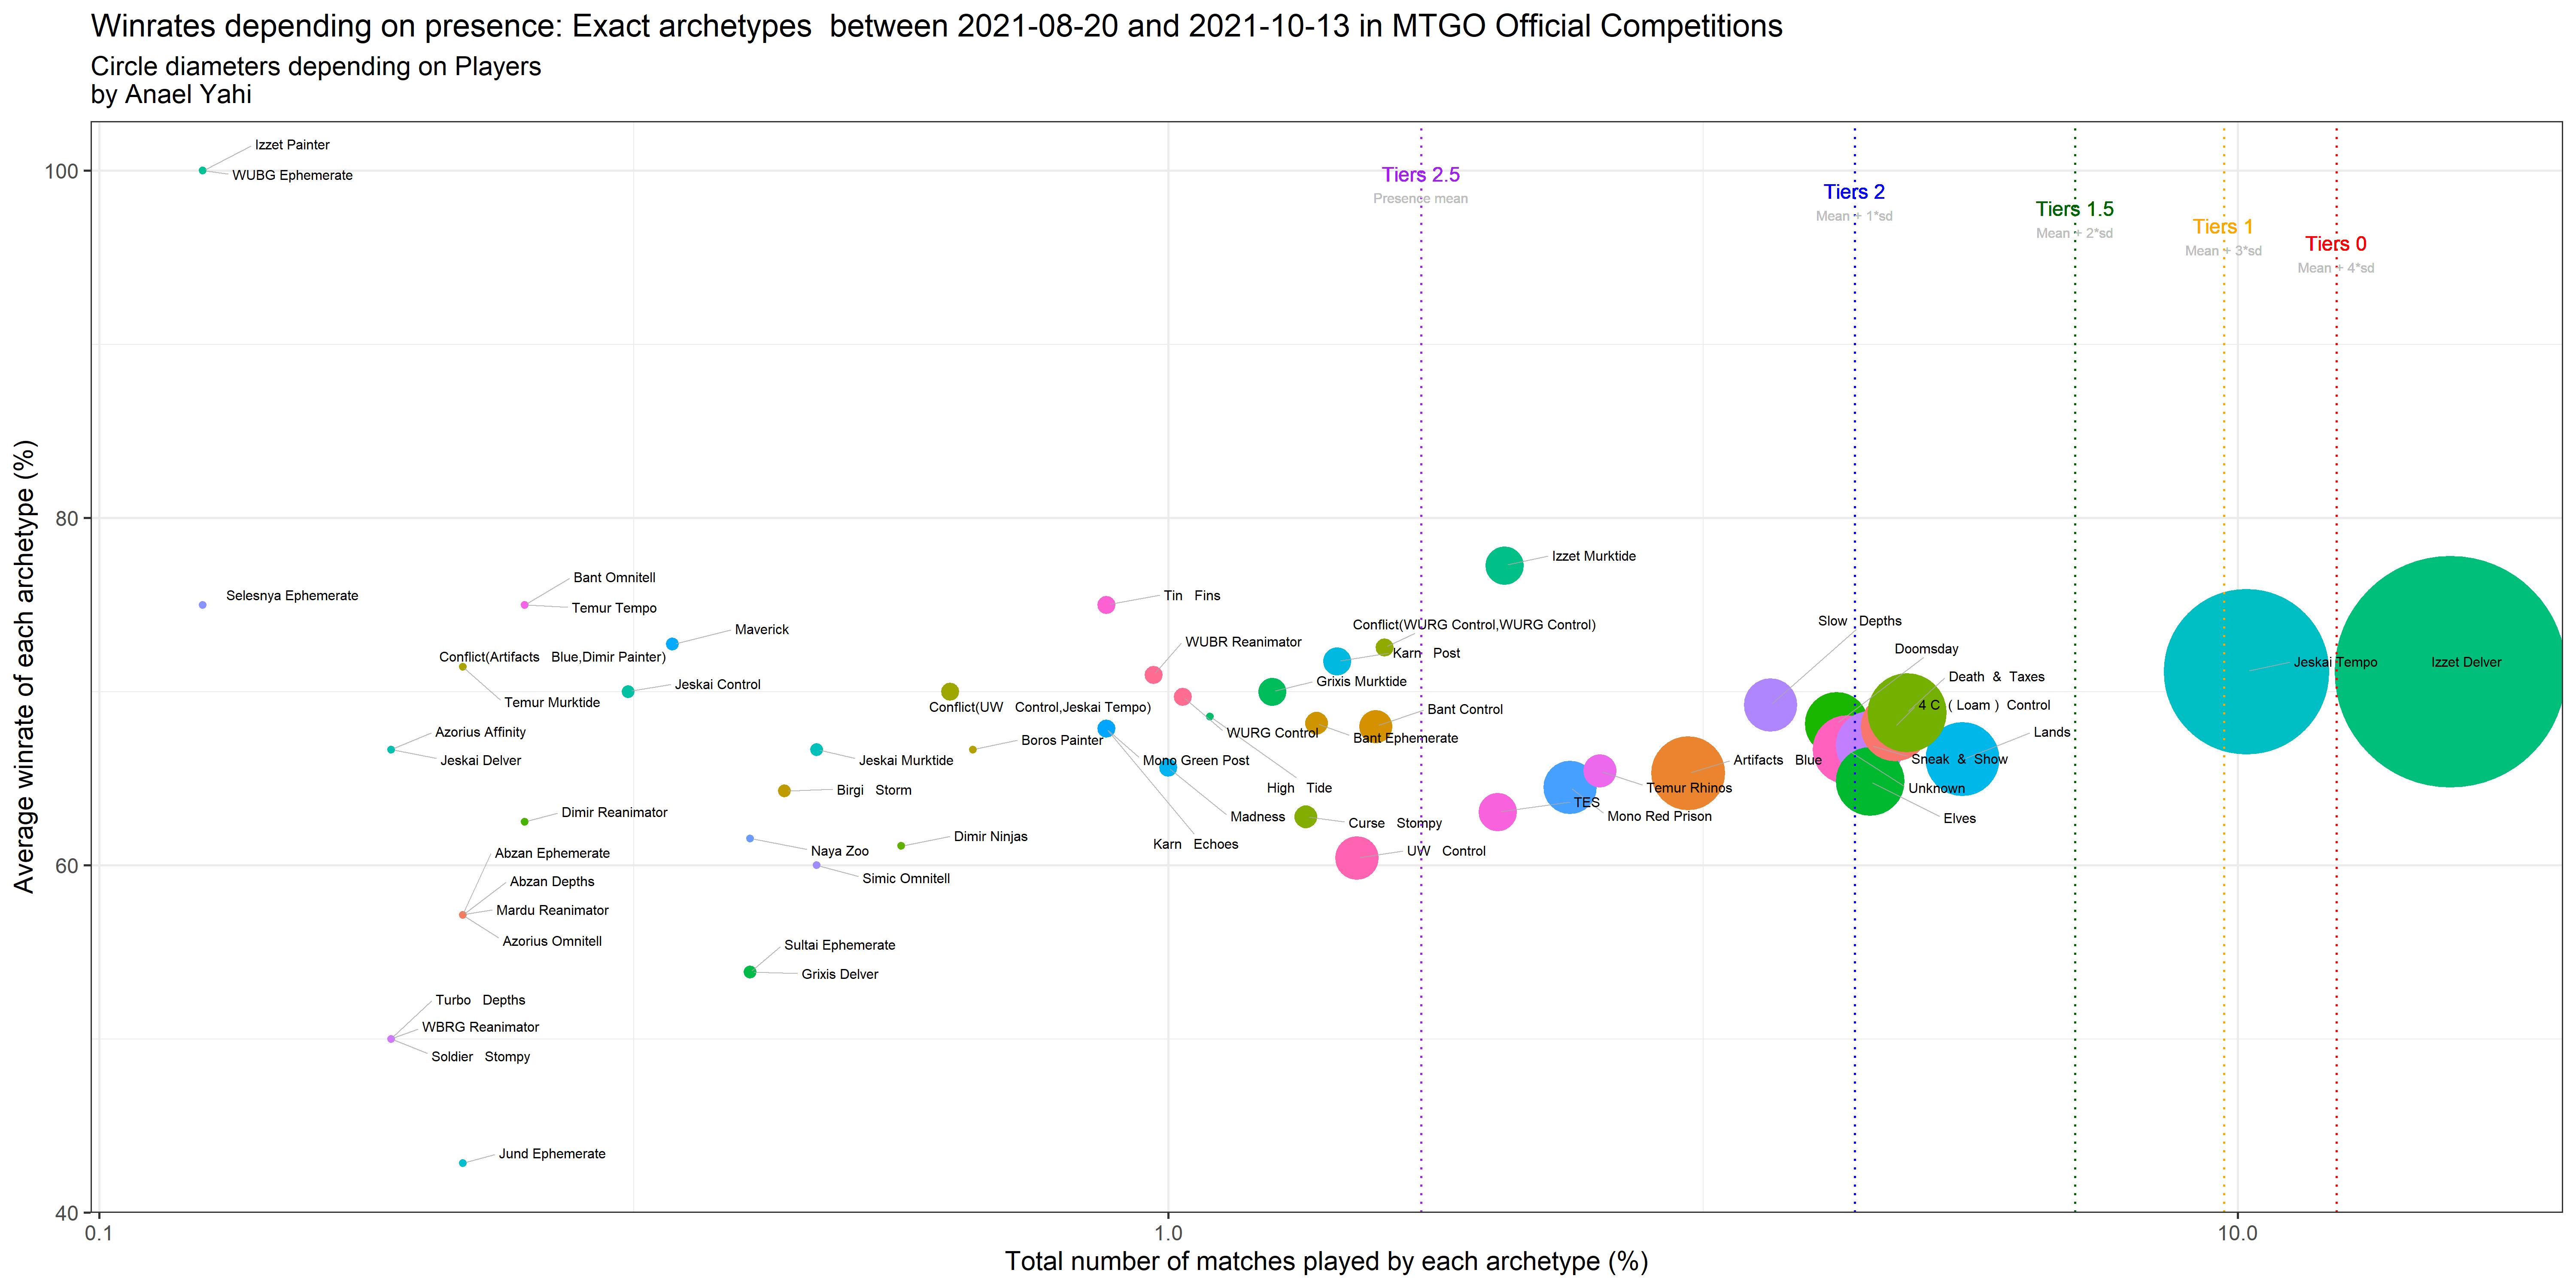 Winrates depending on presence: Exact archetypes  between 2021-08-20 and 2021-10-13 in MTGO Official Competitions
Circle diameters depending on Players
by Anael Yahi
Average winrate of each archetype (%)
100
80
60
40
Izzet Painter
WUBG Ephemerate
Tiers 2.5
Presence mean
Tiers 2
Mean + 1*sd
Tiers 1.5
Mean + 2*sd
Tiers 1
Mean + 3*sd
Tiers 0
Mean + 4*sd
Izzet Murktide
Bant Omnitell
Selesnya Ephemerate
Temur Tempo
Tin   Fins
Maverick
Conflict(WURG Control,WURG Control)
Slow   Depths
WUBR Reanimator
Karn   Post
Doomsday
Conflict(Artifacts   Blue,Dimir Painter)
Jeskai Tempo
Izzet Delver
Jeskai Control
Grixis Murktide
Death  &  Taxes
Temur Murktide
Conflict(UW   Control,Jeskai Tempo)
Bant Control
4 C  ( Loam )  Control
Azorius Affinity
Boros Painter
WURG Control
Bant Ephemerate
Lands
Jeskai Delver
Jeskai Murktide
Mono Green Post
Artifacts   Blue
Sneak  &  Show
Birgi   Storm
High   Tide
Temur Rhinos
Unknown
TES
Dimir Reanimator
Madness
Mono Red Prison
Elves
Curse   Stompy
Dimir Ninjas
Karn   Echoes
Abzan Ephemerate
Naya Zoo
UW   Control
Abzan Depths
Simic Omnitell
Mardu Reanimator
Azorius Omnitell
Sultai Ephemerate
Grixis Delver
Turbo   Depths
WBRG Reanimator
Soldier   Stompy
Jund Ephemerate
0.1
1.0
10.0
Total number of matches played by each archetype (%)